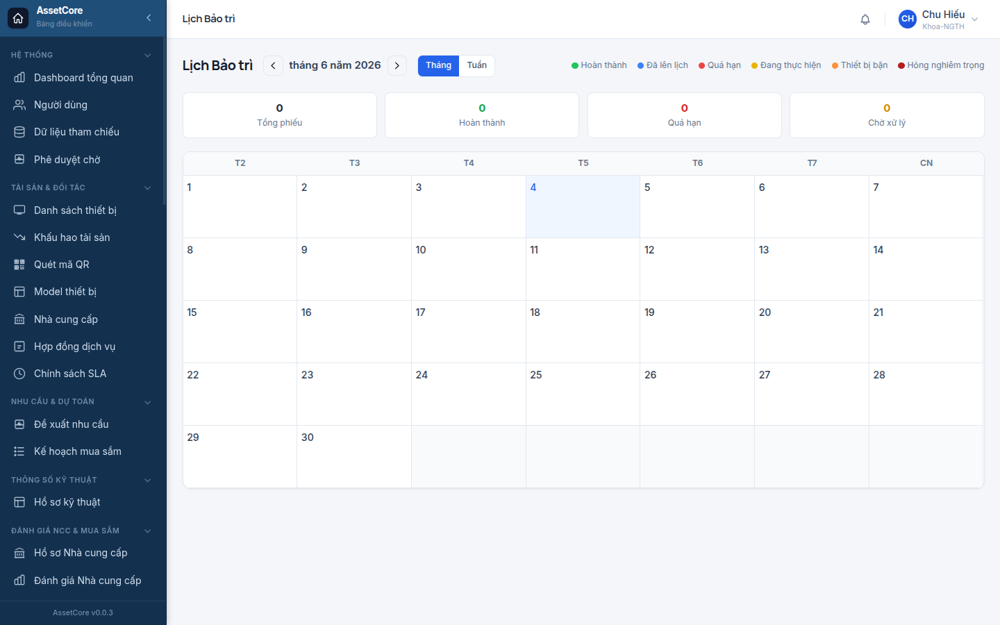 AssetCore
Bảng điều khiển
HỆ THỐNG
Dashboard tổng quan
Người dùng
Dữ liệu tham chiếu
Phê duyệt chờ
TÀI SẢN & ĐỐI TÁC
Danh sách thiết bị
Khấu hao tài sản
Quét mã QR
Model thiết bị
Nhà cung cấp
Hợp đồng dịch vụ
Chính sách SLA
NHU CẦU & DỰ TOÁN
Đề xuất nhu cầu
Kế hoạch mua sắm
THÔNG SỐ KỸ THUẬT
Hồ sơ kỹ thuật
ĐÁNH GIÁ NCC & MUA SẮM
Hồ sơ Nhà cung cấp
Đánh giá Nhà cung cấp
AssetCore v0.0.3
Lịch Bảo trì
CH
Chu Hiếu
Khoa-NGTH
Lịch Bảo trì
tháng 6 năm 2026
Tháng Tuần
Hoàn thành Đã lên lịch Quá hạn Đang thực hiện Thiết bị bận Hỏng nghiêm trọng
0 0 0 0
Tổng phiếu Hoàn thành Quá hạn Chờ xử lý
T2 T3 T4 T5 T6 T7 CN
1 2 3 4 5 6 7
8 9 10 11 12 13 14
15 16 17 18 19 20 21
22 23 24 25 26 27 28
29 30